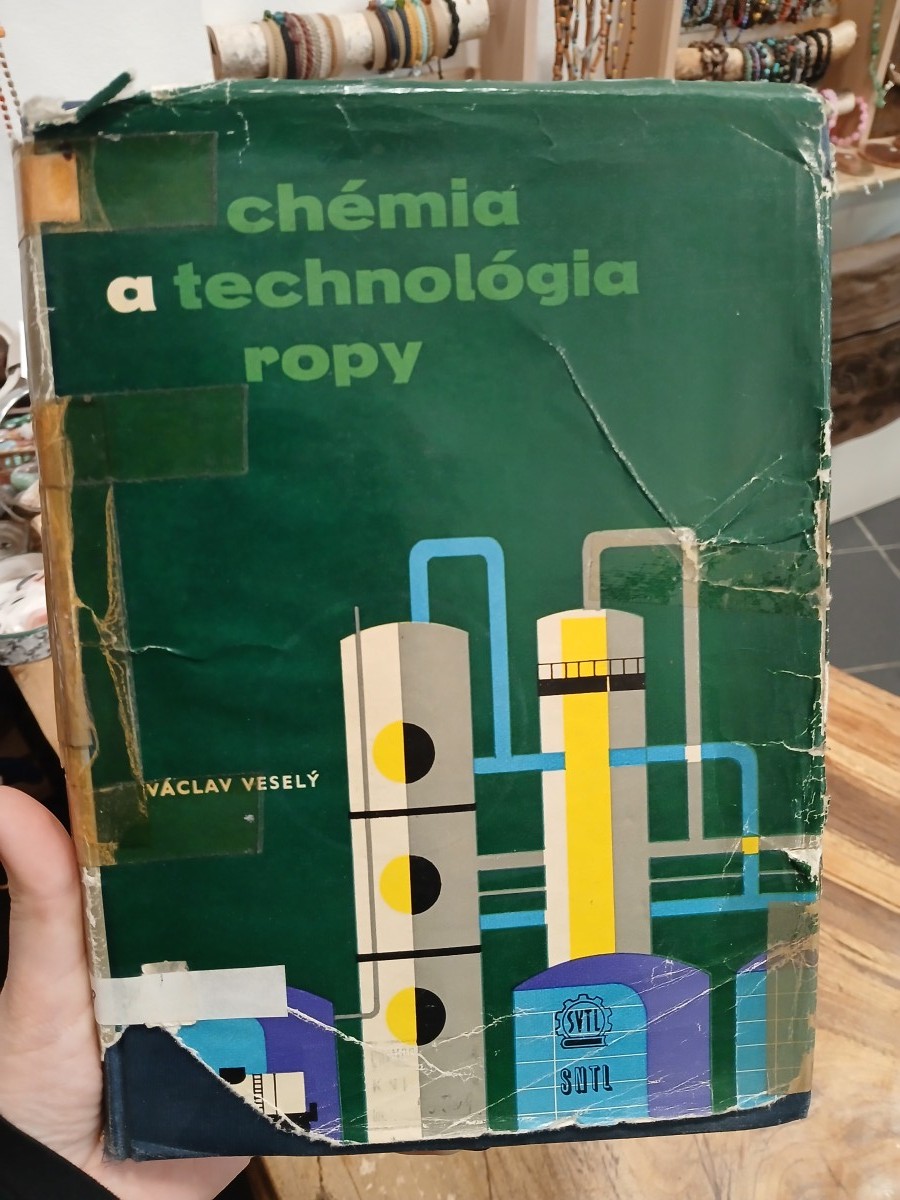 chémia
a technológia
ropy
VÁCLAV VESELÝ
SVTL
SNTL